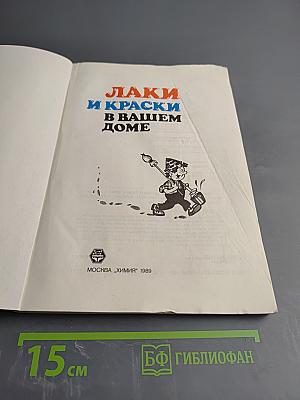 ЛАКИ
И КРАСКИ
В ВАШЕМ
ДОМЕ
МОСКВА „ХИМИЯ" 1989
15 см
БФ ГИБЛИОФАН